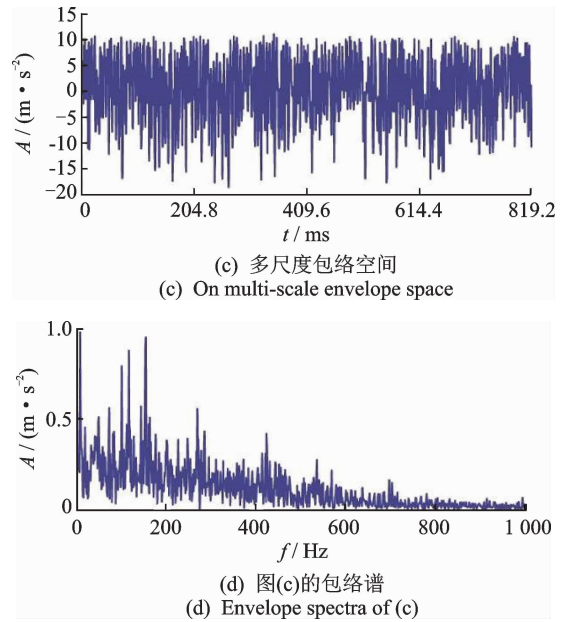 15
10
5
0
-5
-10
-15
-20
A / (m • s⁻²)
0 204.8 409.6 614.4 819.2
t / ms
(c) 多尺度包络空间
(c) On multi-scale envelope space
1.0
0.5
0
A / (m • s⁻²)
0 200 400 600 800 1 000
f / Hz
(d) 图(c)的包络谱
(d) Envelope spectra of (c)